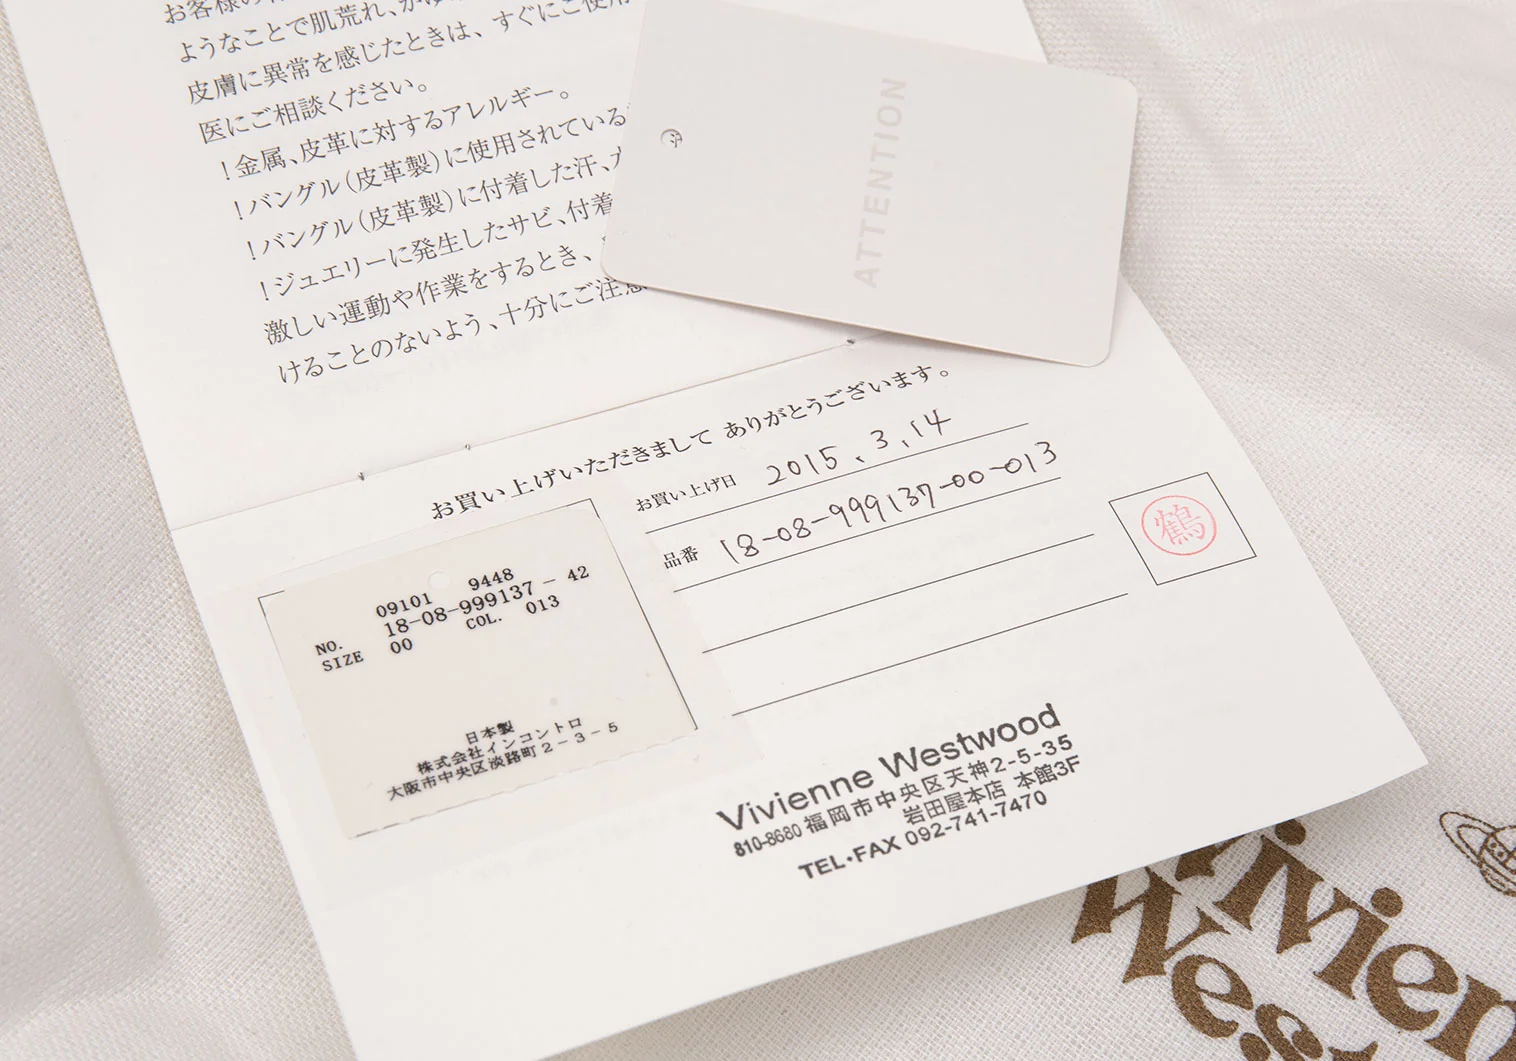 お客様の
ようなことで肌荒れ、かゆ
皮膚に異常を感じたときは、すぐにご使用
医にご相談ください。
！金属、皮革に対するアレルギー。
！バングル（皮革製）に使用されている
！バングル（皮革製）に付着した汗、
！ジュエリーに発生したサビ、付着
激しい運動や作業をするとき、
けることのないよう、十分にご注意
ATTENTION
お買い上げいただきまして ありがとうございます。
お買い上げ日 2015.3.14
品番 18-08-999137-00-013
鶴
09101 9448
NO. 18-08-999137-42
SIZE 00 COL. 013
日本製
株式会社インコントロ
大阪市中央区淡路町2-3-5
Vivienne Westwood
810-8680 福岡市中央区天神2-5-35
岩田屋本店 本館3F
TEL・FAX 092-741-7470
Vivien
We